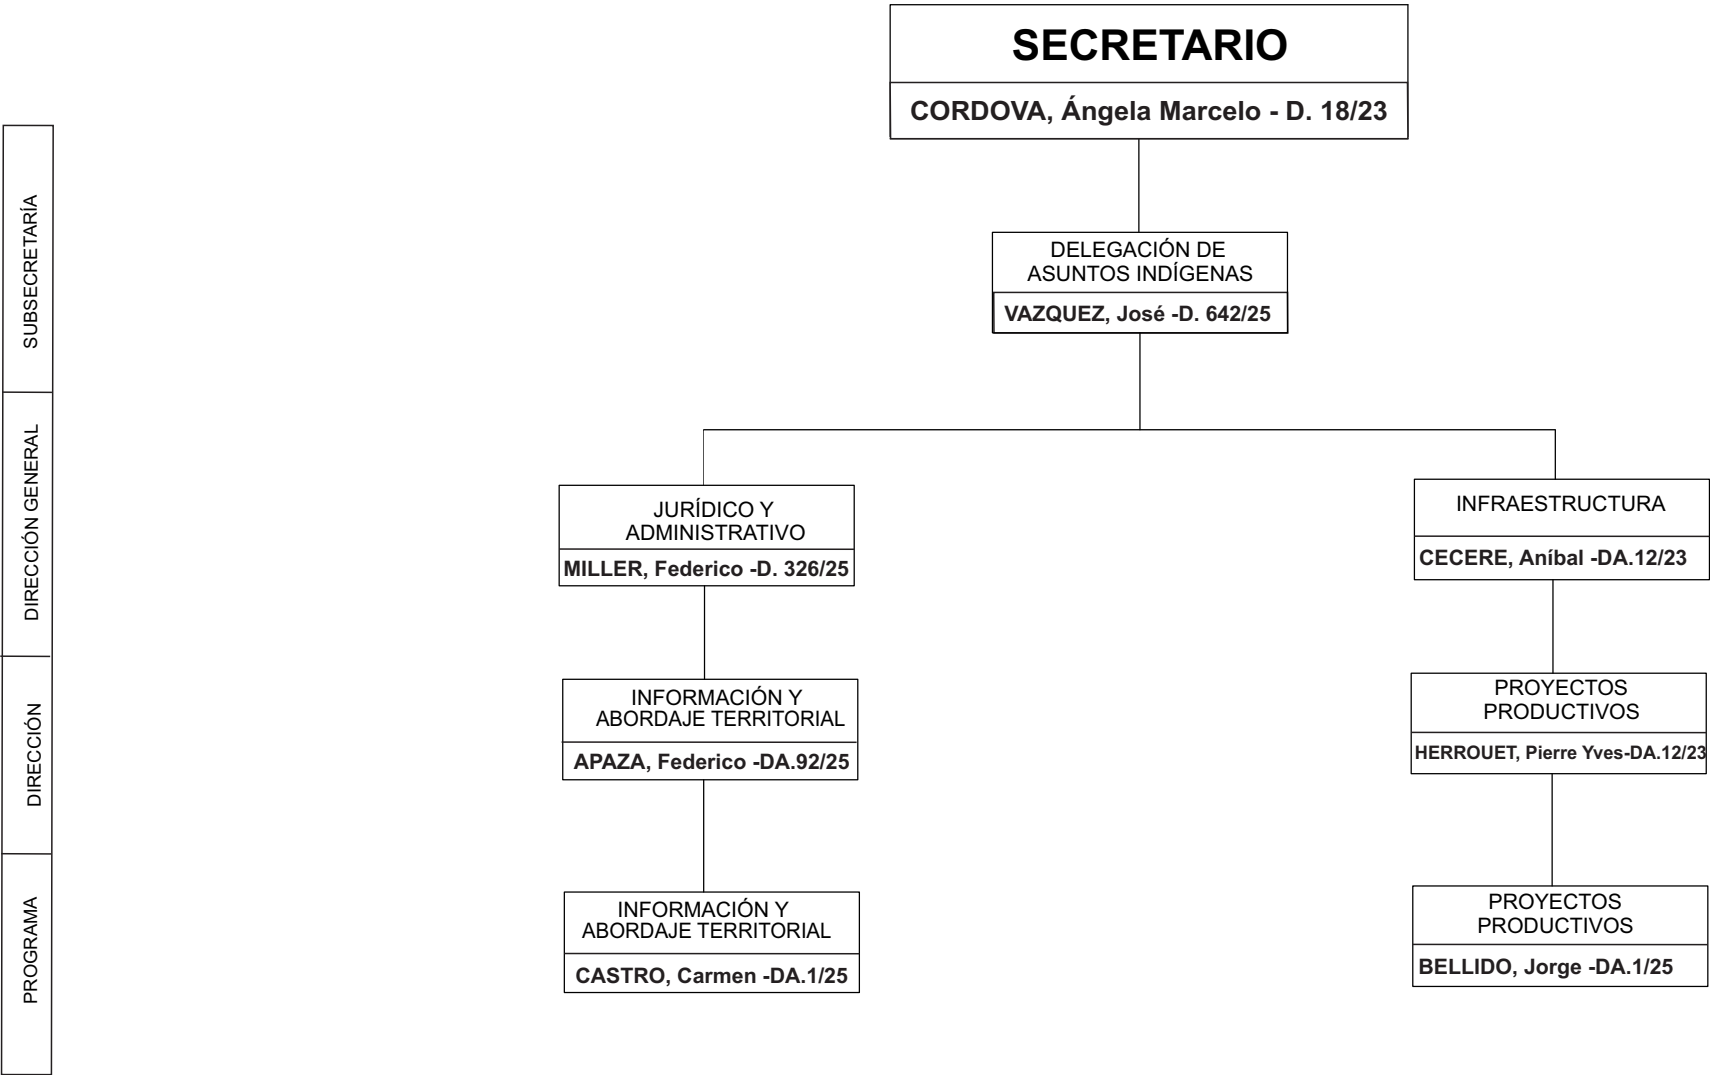 SECRETARIO
CORDOVA, Ángela Marcelo - D. 18/23
SUBSECRETARÍA
DELEGACIÓN DE
ASUNTOS INDÍGENAS
VAZQUEZ, José -D. 642/25
DIRECCIÓN GENERAL
JURÍDICO Y
ADMINISTRATIVO
MILLER, Federico -D. 326/25
INFRAESTRUCTURA
CECERE, Aníbal -DA.12/23
DIRECCIÓN
INFORMACIÓN Y
ABORDAJE TERRITORIAL
APAZA, Federico -DA.92/25
PROYECTOS
PRODUCTIVOS
HERROUET, Pierre Yves-DA.12/23
PROGRAMA
INFORMACIÓN Y
ABORDAJE TERRITORIAL
CASTRO, Carmen -DA.1/25
PROYECTOS
PRODUCTIVOS
BELLIDO, Jorge -DA.1/25